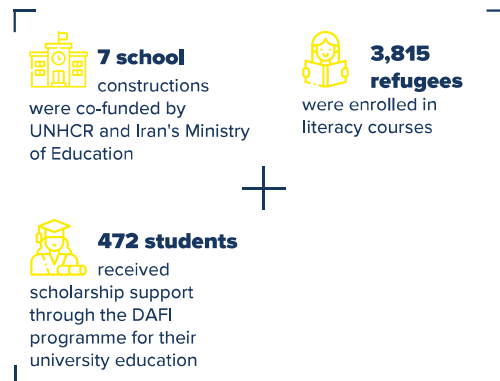 7 school
constructions
were co-funded by
UNHCR and Iran's Ministry
of Education
3,815
refugees
were enrolled in
literacy courses
472 students
received
scholarship support
through the DAFI
programme for their
university education